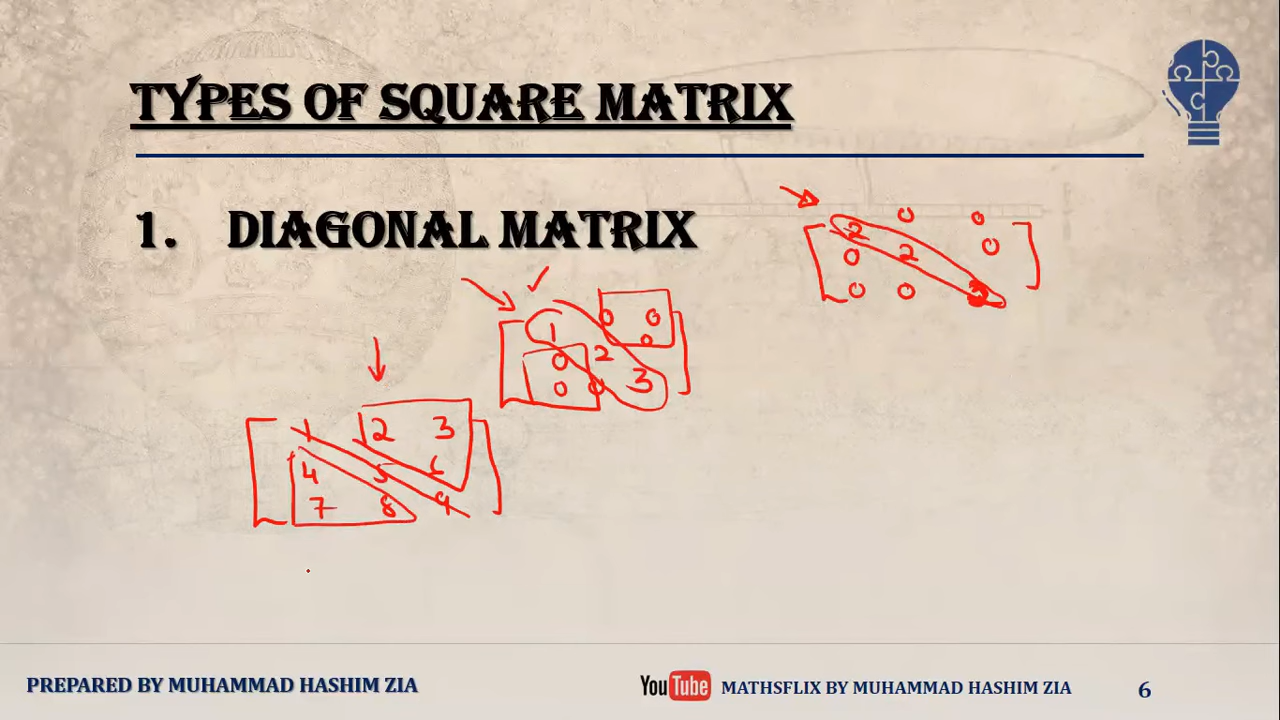 TYPES OF SQUARE MATRIX
1. DIAGONAL MATRIX
2 0 0
0 2 0
0 0
1 0 0
0 2 0
0 0 3
1 2 3
4 5 6
7 8 9
PREPARED BY MUHAMMAD HASHIM ZIA
YouTube MATHSFLIX BY MUHAMMAD HASHIM ZIA 6